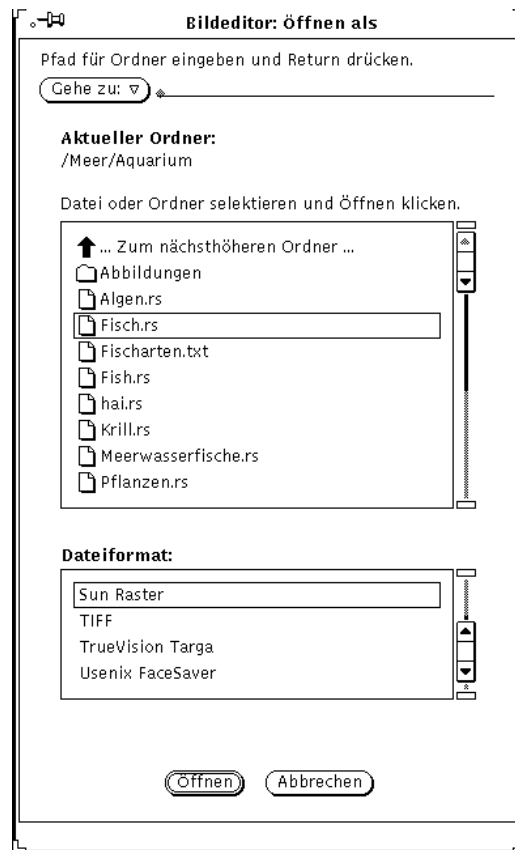 Bildeditor: Öffnen als
Pfad für Ordner eingeben und Return drücken.
Gehe zu:
Aktueller Ordner:
/Meer/Aquarium
Datei oder Ordner selektieren und Öffnen klicken.
... Zum nächsthöheren Ordner ...
Abbildungen
Algen.rs
Fisch.rs
Fischarten.txt
Fish.rs
hai.rs
Krill.rs
Meerwasserfische.rs
Pflanzen.rs
Dateiformat:
Sun Raster
TIFF
TrueVision Targa
Usenix FaceSaver
Öffnen Abbrechen